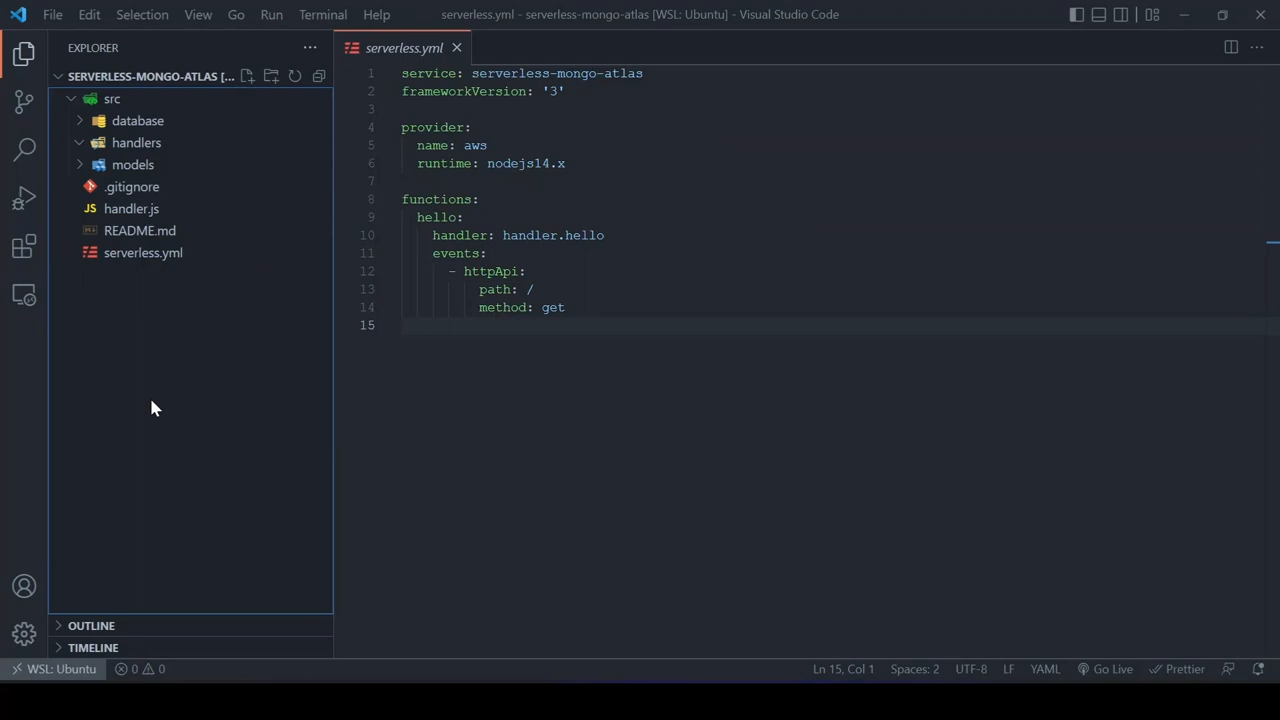 File Edit Selection View Go Run Terminal Help serverless.yml - serverless-mongo-atlas [WSL: Ubuntu] - Visual Studio Code
EXPLORER
SERVERLESS-MONGO-ATLAS [...
src
database
handlers
models
.gitignore
JS handler.js
README.md
serverless.yml
OUTLINE
TIMELINE
serverless.yml
1 service: serverless-mongo-atlas
2 frameworkVersion: '3'
3
4 provider:
5 name: aws
6 runtime: nodejs14.x
7
8 functions:
9 hello:
10 handler: handler.hello
11 events:
12 - httpApi:
13 path: /
14 method: get
15
WSL: Ubuntu 0 0 Ln 15, Col 1 Spaces: 2 UTF-8 LF YAML Go Live Prettier